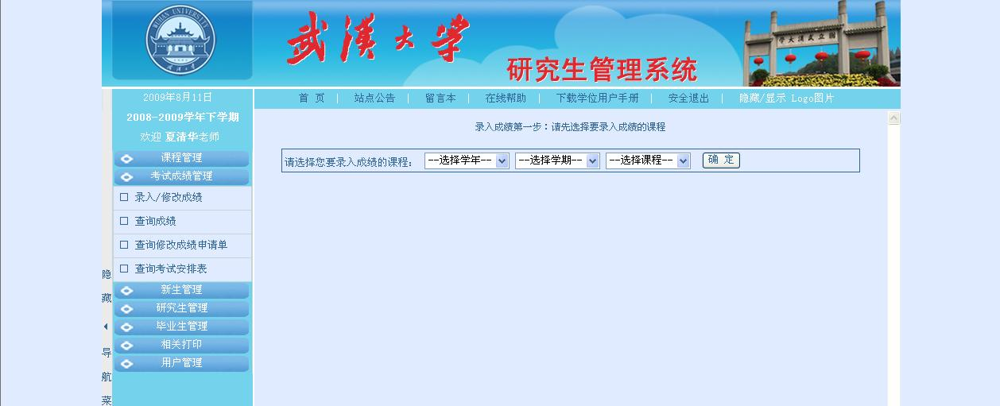 WUHAN UNIVERSITY
武汉大学
武漢大学
研究生管理系统
学大漢武立國
2009年8月11日
首 页 | 站点公告 | 留言本 | 在线帮助 | 下载学位用户手册 | 安全退出 | 隐藏/显示 Logo图片
2008-2009学年下学期
欢迎 夏清华老师
录入成绩第一步：请先选择要录入成绩的课程
请选择您要录入成绩的课程： --选择学年-- --选择学期-- --选择课程-- 确 定
课程管理
考试成绩管理
录入/修改成绩
查询成绩
查询修改成绩申请单
查询考试安排表
新生管理
研究生管理
毕业生管理
相关打印
用户管理
隐
藏
导
航
菜